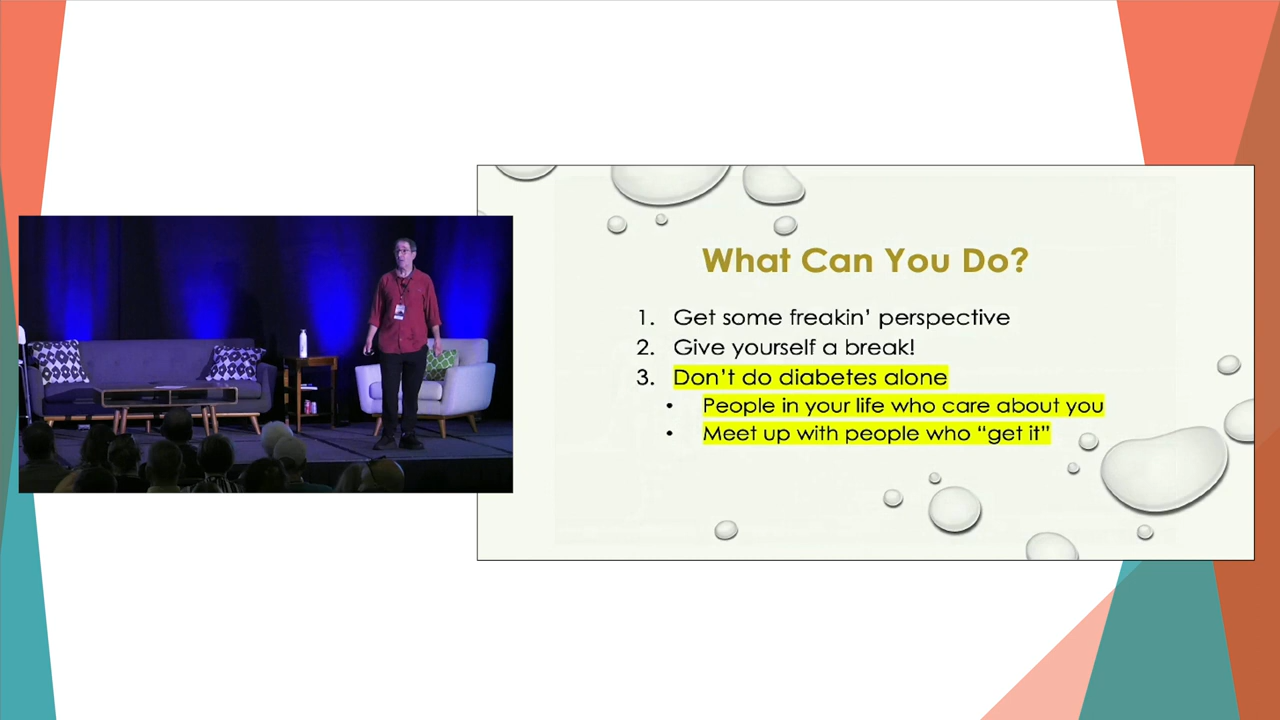 What Can You Do?
1. Get some freakin’ perspective
2. Give yourself a break!
3. Don’t do diabetes alone
• People in your life who care about you
• Meet up with people who “get it”